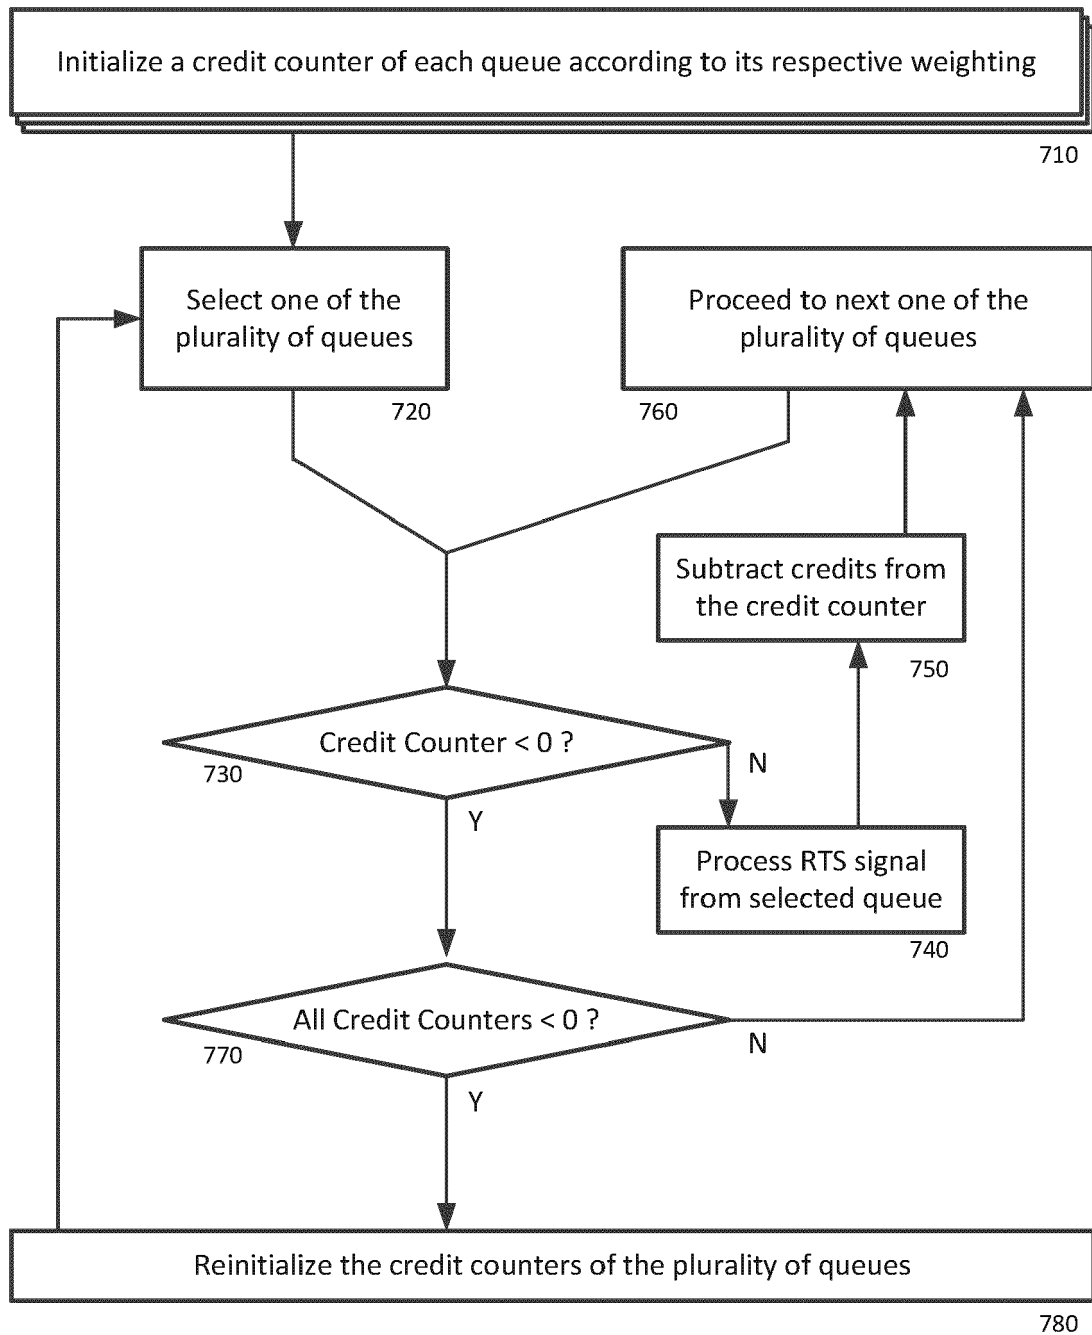 Initialize a credit counter of each queue according to its respective weighting
710
Select one of the
plurality of queues
720
Proceed to next one of the
plurality of queues
760
Subtract credits from
the credit counter
750
Credit Counter < 0 ?
730
N
Y
Process RTS signal
from selected queue
740
All Credit Counters < 0 ?
770
N
Y
Reinitialize the credit counters of the plurality of queues
780